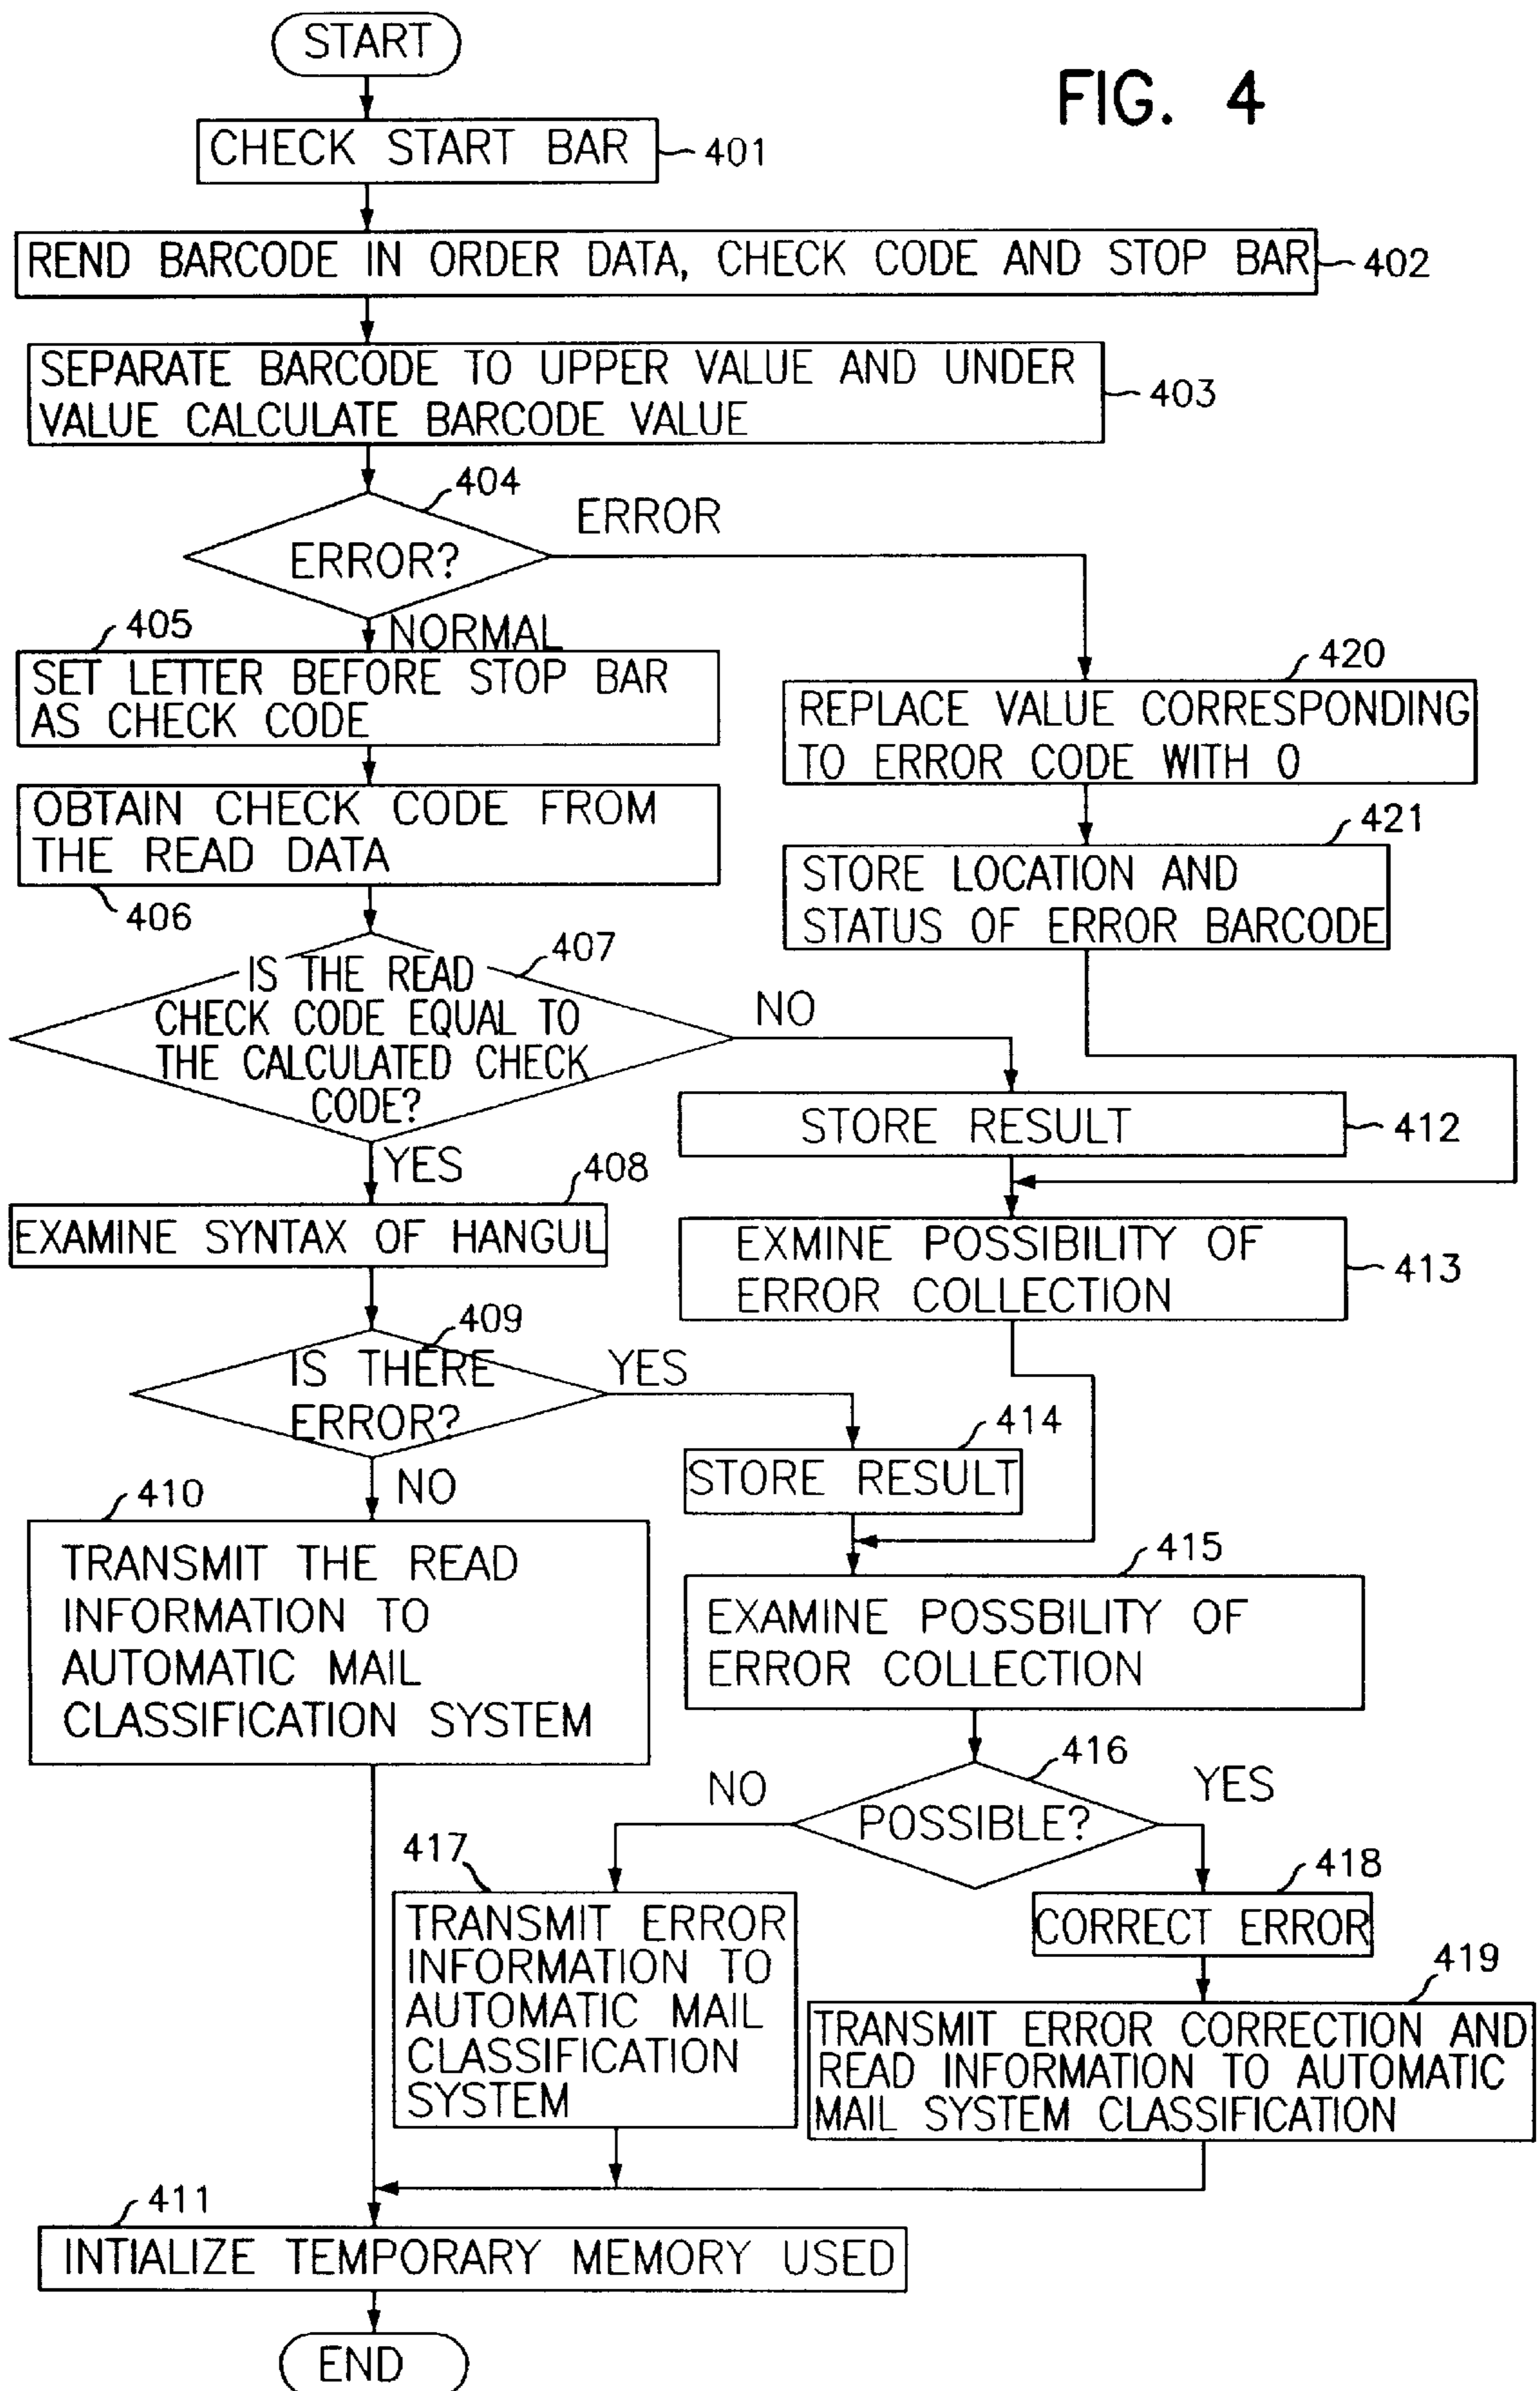 START
FIG. 4
CHECK START BAR
401
REND BARCODE IN ORDER DATA, CHECK CODE AND STOP BAR
402
SEPARATE BARCODE TO UPPER VALUE AND UNDER
VALUE CALCULATE BARCODE VALUE
403
404
ERROR?
ERROR
NORMAL
405
SET LETTER BEFORE STOP BAR
AS CHECK CODE
420
REPLACE VALUE CORRESPONDING
TO ERROR CODE WITH 0
OBTAIN CHECK CODE FROM
THE READ DATA
406
421
STORE LOCATION AND
STATUS OF ERROR BARCODE
407
IS THE READ
CHECK CODE EQUAL TO
THE CALCULATED CHECK
CODE?
NO
YES
STORE RESULT
412
408
EXAMINE SYNTAX OF HANGUL
EXMINE POSSIBILITY OF
ERROR COLLECTION
413
409
IS THERE
ERROR?
YES
NO
414
STORE RESULT
410
TRANSMIT THE READ
INFORMATION TO
AUTOMATIC MAIL
CLASSIFICATION SYSTEM
415
EXAMINE POSSBILITY OF
ERROR COLLECTION
416
POSSIBLE?
NO
YES
417
TRANSMIT ERROR
INFORMATION TO
AUTOMATIC MAIL
CLASSIFICATION
SYSTEM
418
CORRECT ERROR
419
TRANSMIT ERROR CORRECTION AND
READ INFORMATION TO AUTOMATIC
MAIL SYSTEM CLASSIFICATION
411
INTIALIZE TEMPORARY MEMORY USED
END